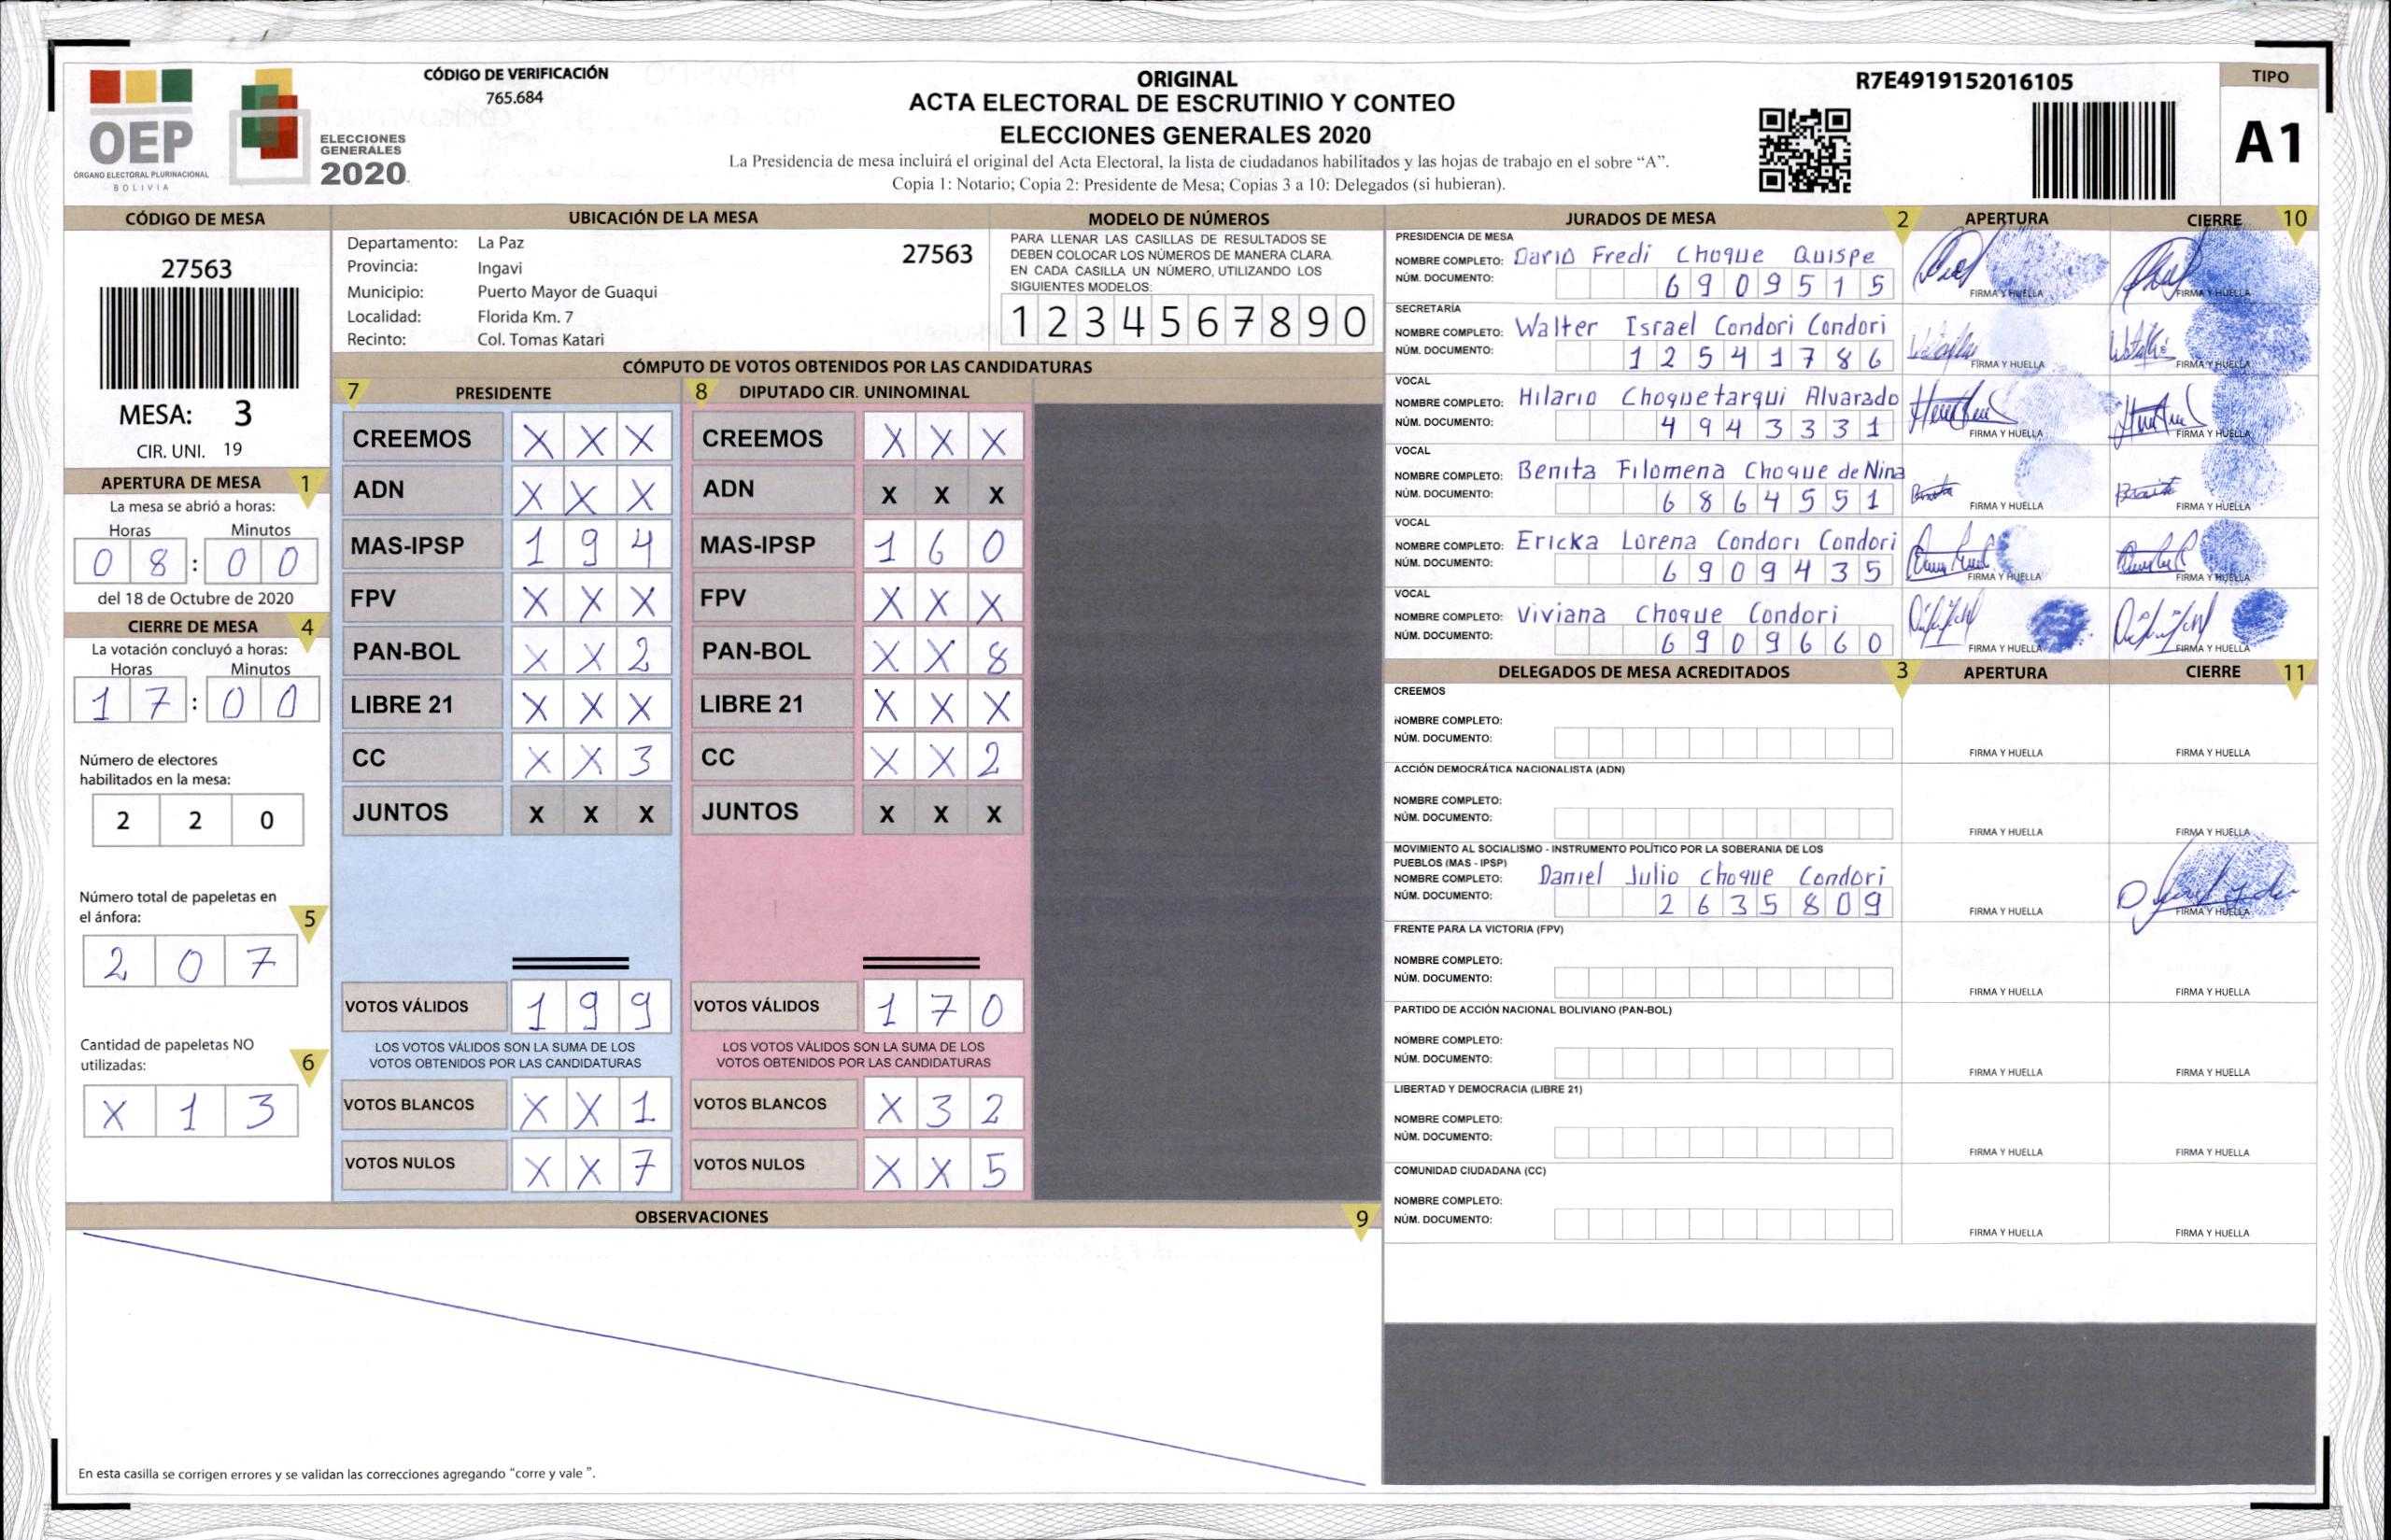 OEP
ÓRGANO ELECTORAL PLURINACIONAL
BOLIVIA
ELECCIONES
GENERALES
2020
CÓDIGO DE VERIFICACIÓN
765.684
ORIGINAL
ACTA ELECTORAL DE ESCRUTINIO Y CONTEO
ELECCIONES GENERALES 2020
La Presidencia de mesa incluirá el original del Acta Electoral, la lista de ciudadanos habilitados y las hojas de trabajo en el sobre “A”.
Copia 1: Notario; Copia 2: Presidente de Mesa; Copias 3 a 10: Delegados (si hubieran).
R7E4919152016105
TIPO
A1
CÓDIGO DE MESA
27563
MESA: 3
CIR. UNI. 19
APERTURA DE MESA 1
La mesa se abrió a horas:
Horas Minutos
0 8 : 0 0
del 18 de Octubre de 2020
CIERRE DE MESA 4
La votación concluyó a horas:
Horas Minutos
1 7 : 0 0
Número de electores
habilitados en la mesa:
2 2 0
Número total de papeletas en
el ánfora: 5
2 0 7
Cantidad de papeletas NO
utilizadas: 6
X 1 3
UBICACIÓN DE LA MESA
Departamento: La Paz
27563
Provincia: Ingavi
Municipio: Puerto Mayor de Guaqui
Localidad: Florida Km. 7
Recinto: Col. Tomas Katari
MODELO DE NÚMEROS
PARA LLENAR LAS CASILLAS DE RESULTADOS SE
DEBEN COLOCAR LOS NÚMEROS DE MANERA CLARA
EN CADA CASILLA UN NÚMERO, UTILIZANDO LOS
SIGUIENTES MODELOS:
1 2 3 4 5 6 7 8 9 0
CÓMPUTO DE VOTOS OBTENIDOS POR LAS CANDIDATURAS
7 PRESIDENTE
CREEMOS X X X
ADN X X X
MAS-IPSP 1 9 4
FPV X X X
PAN-BOL X X 2
LIBRE 21 X X X
CC X X 3
JUNTOS X X X
VOTOS VÁLIDOS 1 9 9
LOS VOTOS VÁLIDOS SON LA SUMA DE LOS
VOTOS OBTENIDOS POR LAS CANDIDATURAS
VOTOS BLANCOS X X 1
VOTOS NULOS X X 7
8 DIPUTADO CIR. UNINOMINAL
CREEMOS X X X
ADN X X X
MAS-IPSP 1 6 0
FPV X X X
PAN-BOL X X 8
LIBRE 21 X X X
CC X X 2
JUNTOS X X X
VOTOS VÁLIDOS 1 7 0
LOS VOTOS VÁLIDOS SON LA SUMA DE LOS
VOTOS OBTENIDOS POR LAS CANDIDATURAS
VOTOS BLANCOS X 3 2
VOTOS NULOS X X 5
OBSERVACIONES 9
En esta casilla se corrigen errores y se validan las correcciones agregando “corre y vale ”.
JURADOS DE MESA 2 APERTURA CIERRE 10
PRESIDENCIA DE MESA
NOMBRE COMPLETO: Dario Fredi Choque Quispe
NÚM. DOCUMENTO: 6 9 0 9 5 1 5
FIRMA Y HUELLA FIRMA Y HUELLA
SECRETARÍA
NOMBRE COMPLETO: Walter Israel Condori Condori
NÚM. DOCUMENTO: 1 2 5 4 1 7 8 6
FIRMA Y HUELLA FIRMA Y HUELLA
VOCAL
NOMBRE COMPLETO: Hilario Choquetarqui Alvarado
NÚM. DOCUMENTO: 4 9 4 3 3 3 1
FIRMA Y HUELLA FIRMA Y HUELLA
VOCAL
NOMBRE COMPLETO: Benita Filomena Choque de Nina
NÚM. DOCUMENTO: 6 8 6 4 5 5 1
FIRMA Y HUELLA FIRMA Y HUELLA
VOCAL
NOMBRE COMPLETO: Ericka Lorena Condori Condori
NÚM. DOCUMENTO: 6 9 0 9 4 3 5
FIRMA Y HUELLA FIRMA Y HUELLA
VOCAL
NOMBRE COMPLETO: Viviana Choque Condori
NÚM. DOCUMENTO: 6 9 0 9 6 6 0
FIRMA Y HUELLA FIRMA Y HUELLA
DELEGADOS DE MESA ACREDITADOS 3 APERTURA CIERRE 11
CREEMOS
NOMBRE COMPLETO:
NÚM. DOCUMENTO:
FIRMA Y HUELLA FIRMA Y HUELLA
ACCIÓN DEMOCRÁTICA NACIONALISTA (ADN)
NOMBRE COMPLETO:
NÚM. DOCUMENTO:
FIRMA Y HUELLA FIRMA Y HUELLA
MOVIMIENTO AL SOCIALISMO - INSTRUMENTO POLÍTICO POR LA SOBERANIA DE LOS
PUEBLOS (MAS - IPSP)
NOMBRE COMPLETO: Daniel Julio Choque Condori
NÚM. DOCUMENTO: 2 6 3 5 8 0 9
FIRMA Y HUELLA FIRMA Y HUELLA
FRENTE PARA LA VICTORIA (FPV)
NOMBRE COMPLETO:
NÚM. DOCUMENTO:
FIRMA Y HUELLA FIRMA Y HUELLA
PARTIDO DE ACCIÓN NACIONAL BOLIVIANO (PAN-BOL)
NOMBRE COMPLETO:
NÚM. DOCUMENTO:
FIRMA Y HUELLA FIRMA Y HUELLA
LIBERTAD Y DEMOCRACIA (LIBRE 21)
NOMBRE COMPLETO:
NÚM. DOCUMENTO:
FIRMA Y HUELLA FIRMA Y HUELLA
COMUNIDAD CIUDADANA (CC)
NOMBRE COMPLETO:
NÚM. DOCUMENTO:
FIRMA Y HUELLA FIRMA Y HUELLA